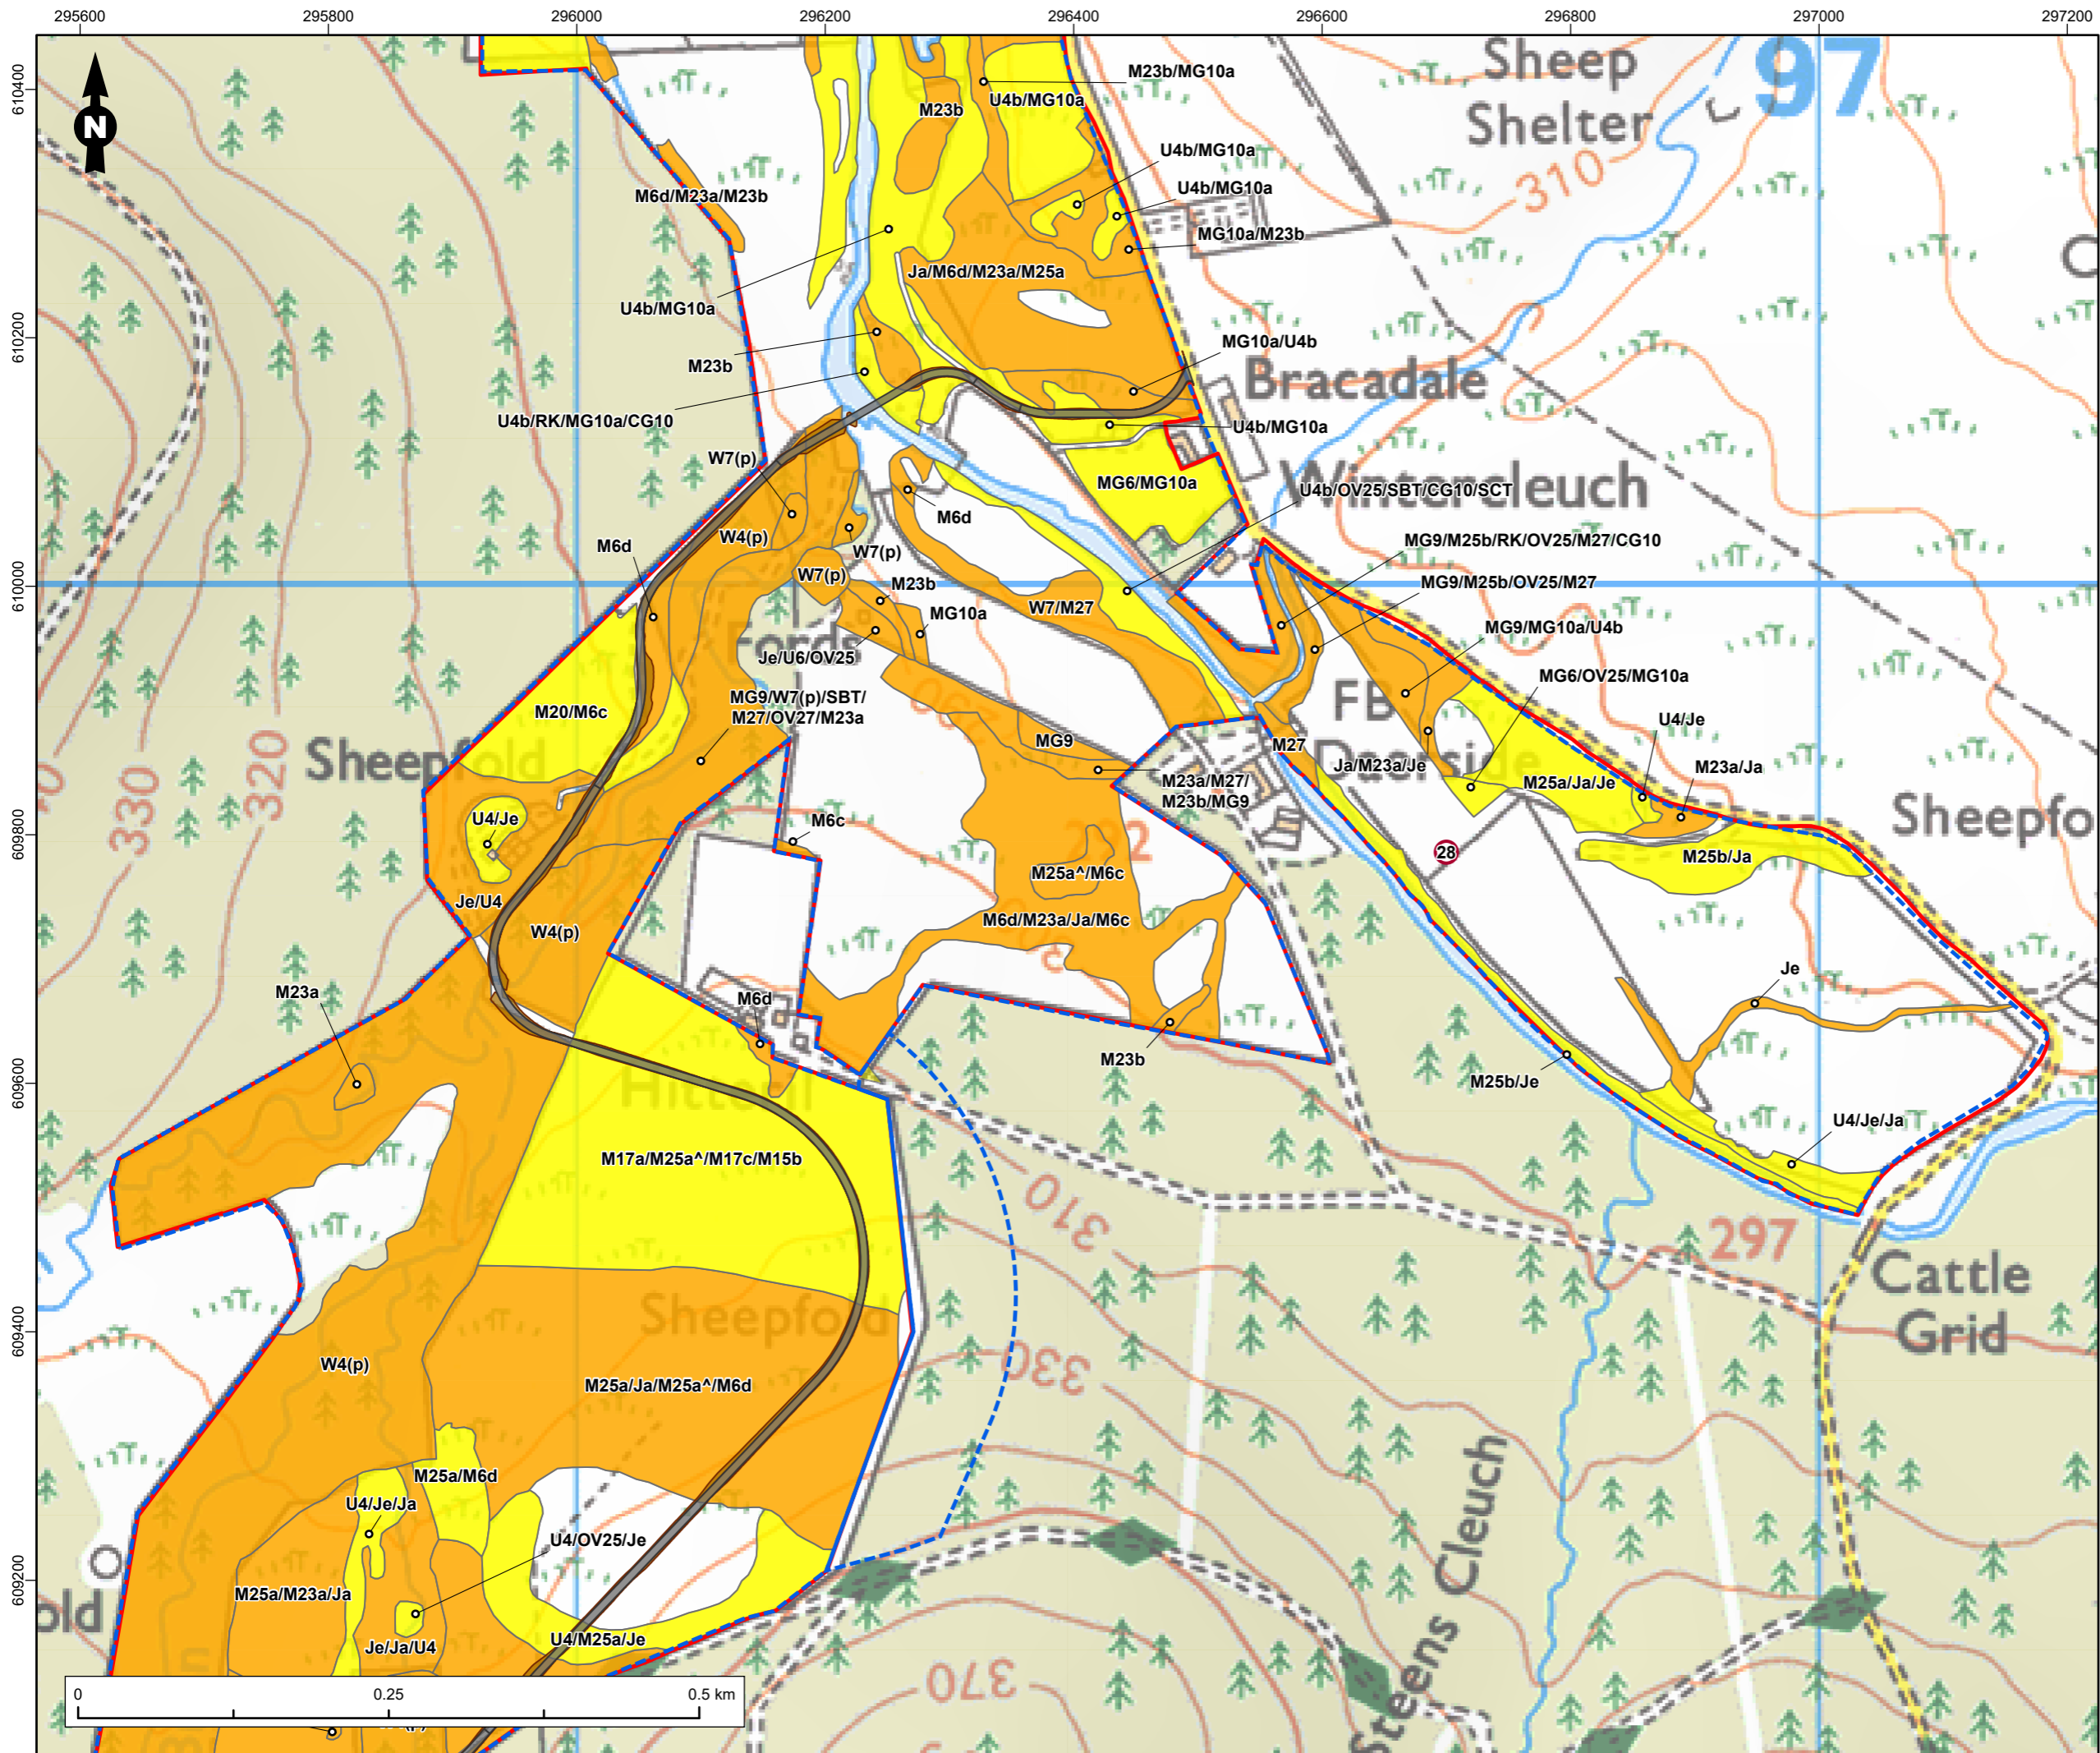 295600 295800 296000 296200 296400 296600 296800 297000 297200
610400
610200
610000
609800
609600
609400
609200
N
97
Sheep
Shelter
310
M23b/MG10a
M23b
U4b/MG10a
U4b/MG10a
U4b/MG10a
MG10a/M23b
M6d/M23a/M23b
Ja/M6d/M23a/M25a
U4b/MG10a
M23b
MG10a/U4b
Bracadale
U4b/RK/MG10a/CG10
U4b/MG10a
W7(p)
MG6/MG10a
Wintercleuch
U4b/OV25/SBT/CG10/SCT
M6d
W4(p)
M6d
W7(p)
MG9/M25b/RK/OV25/M27/CG10
W7(p)
M23b
MG9/M25b/OV25/M27
W7/M27
MG10a
MG9/MG10a/U4b
Fords
Je/U6/OV25
MG6/OV25/MG10a
MG9/W7(p)/SBT/
M27/OV27/M23a
FB
M20/M6c
U4/Je
MG9
M27
Daerside
Ja/M23a/Je
M23a/Ja
Sheepfold
M23a/M27/
M23b/MG9
M25a/Ja/Je
330
320
U4/Je
M6c
292
Sheepfo
28
M25b/Ja
M25a^/M6c
Je/U4
M6d/M23a/Ja/M6c
W4(p)
Je
M23a
M6d
M23b
M25b/Je
Hitterill
U4/Je/Ja
M17a/M25a^/M17c/M15b
310
297
Cattle
Grid
Sheepfold
W4(p)
330
M25a/Ja/M25a^/M6d
M25a/M6d
U4/Je/Ja
U4/OV25/Je
M25a/M23a/Ja
old
U4/M25a/Je
Je/Ja/U4
Steens Cleuch
370
0 0.25 0.5 km